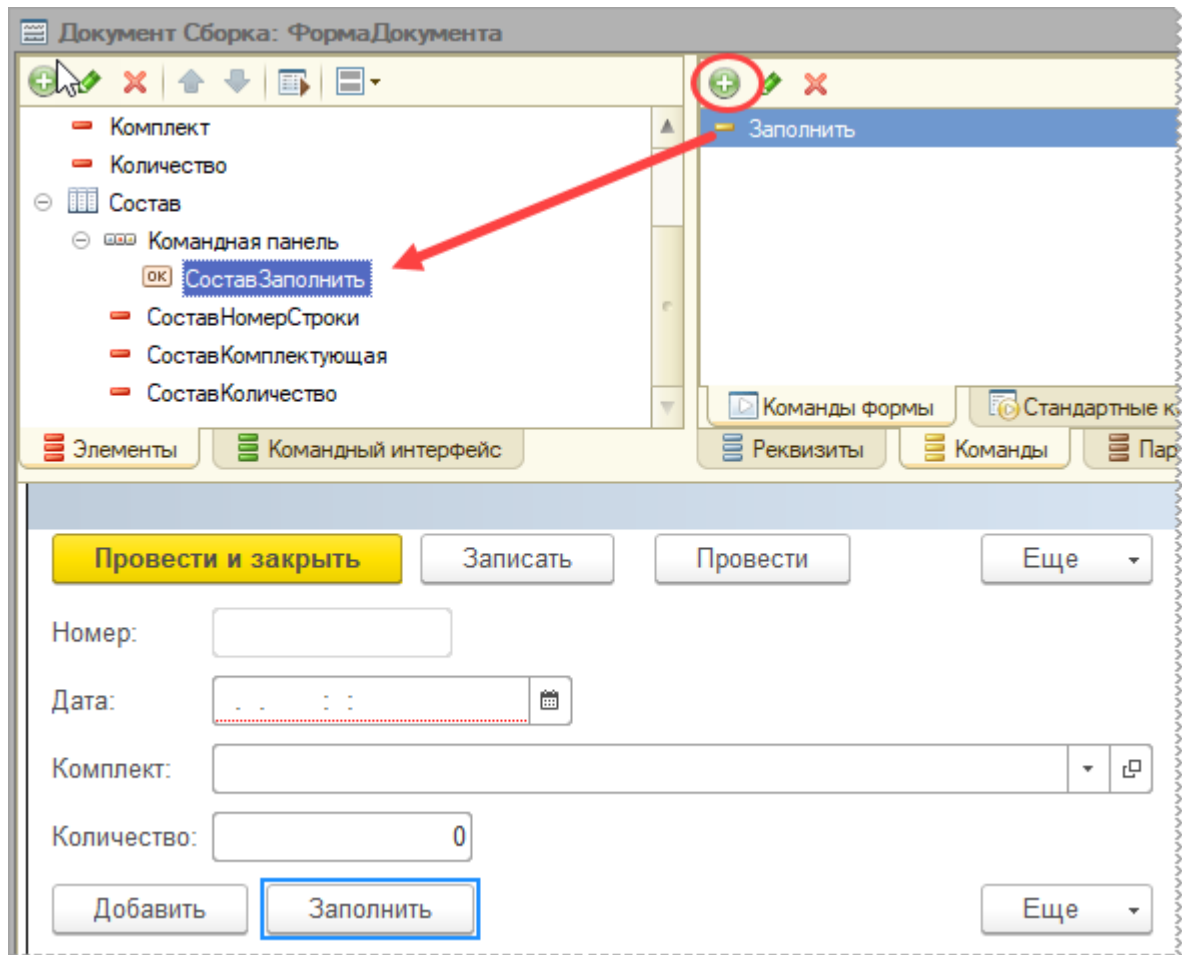 Документ Сборка: ФормаДокумента
Комплект
Количество
Состав
Командная панель
OK СоставЗаполнить
СоставНомерСтроки
СоставКомплектующая
СоставКоличество
Элементы Командный интерфейс
Заполнить
Команды формы Стандартные к
Реквизиты Команды Пар
Провести и закрыть Записать Провести Еще
Номер:
Дата: . . : :
Комплект:
Количество: 0
Добавить Заполнить Еще